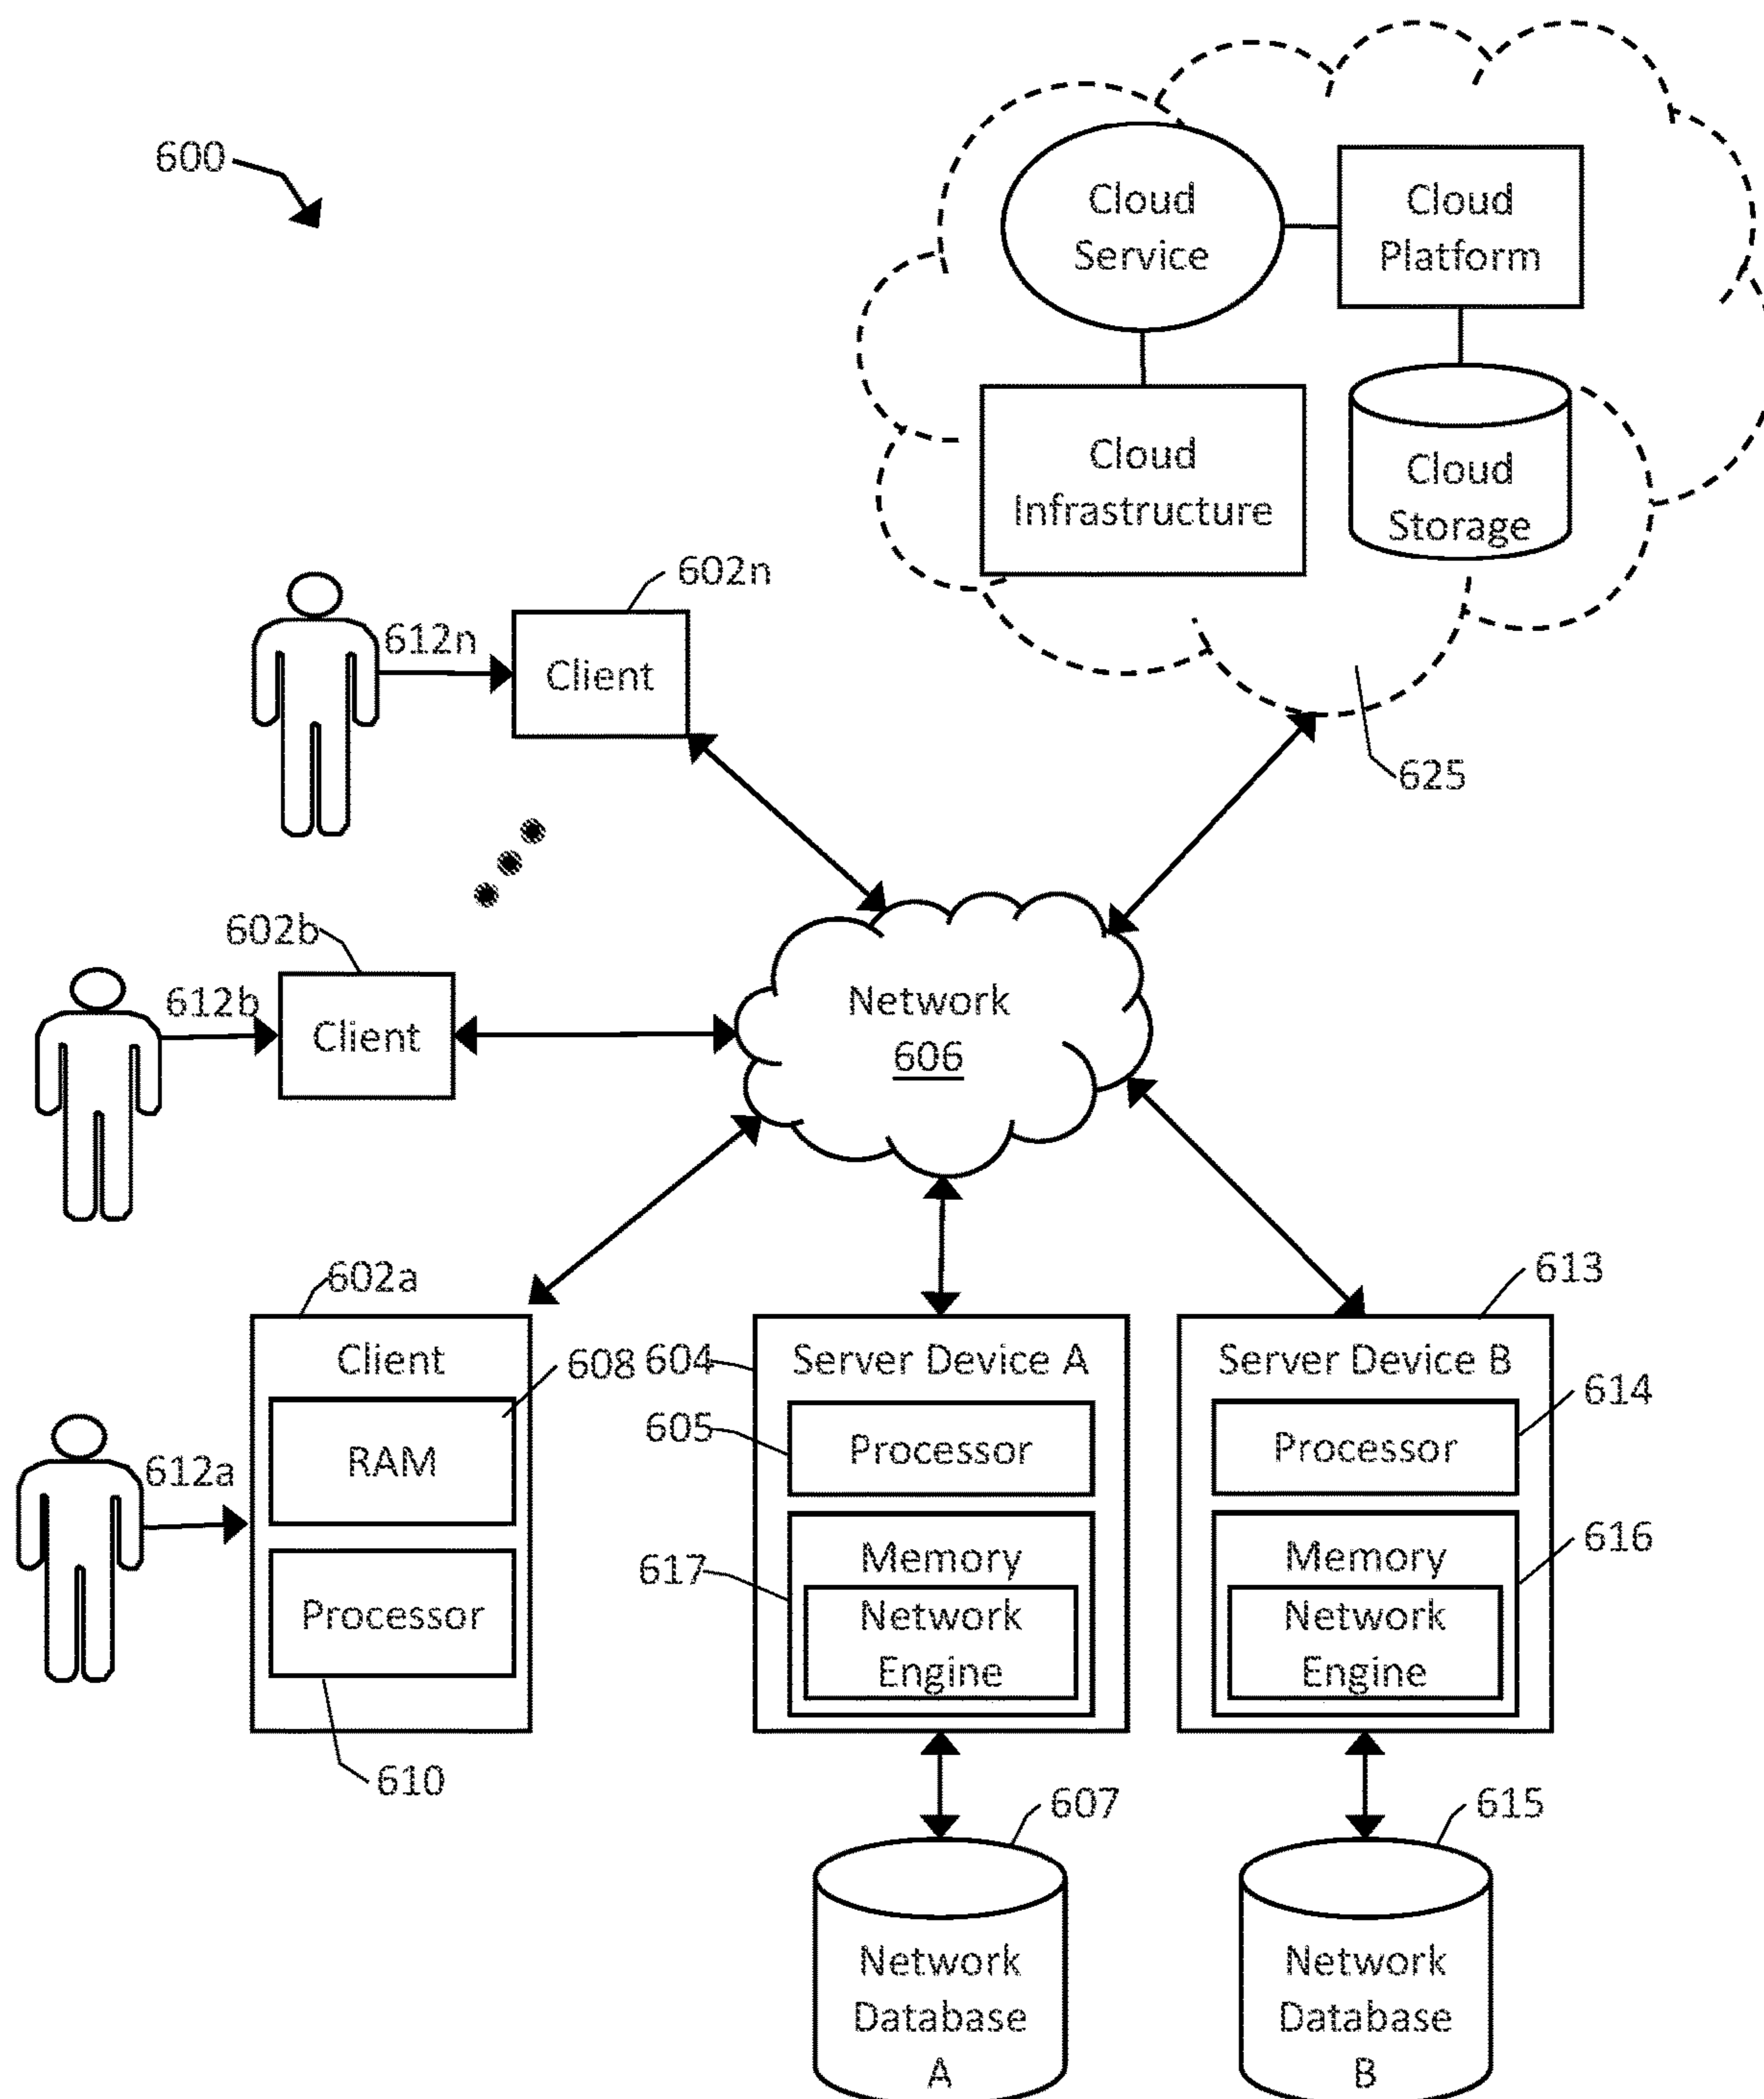 600
Cloud
Service
Cloud
Platform
Cloud
Infrastructure
Cloud
Storage
602n
612n
Client
625
602b
612b
Client
Network
606
602a
613
Client
608
604
Server Device A
Server Device B
614
605
Processor
Processor
RAM
612a
617
Memory
Memory
616
Processor
Network
Engine
Network
Engine
610
607
615
Network
Database
A
Network
Database
B